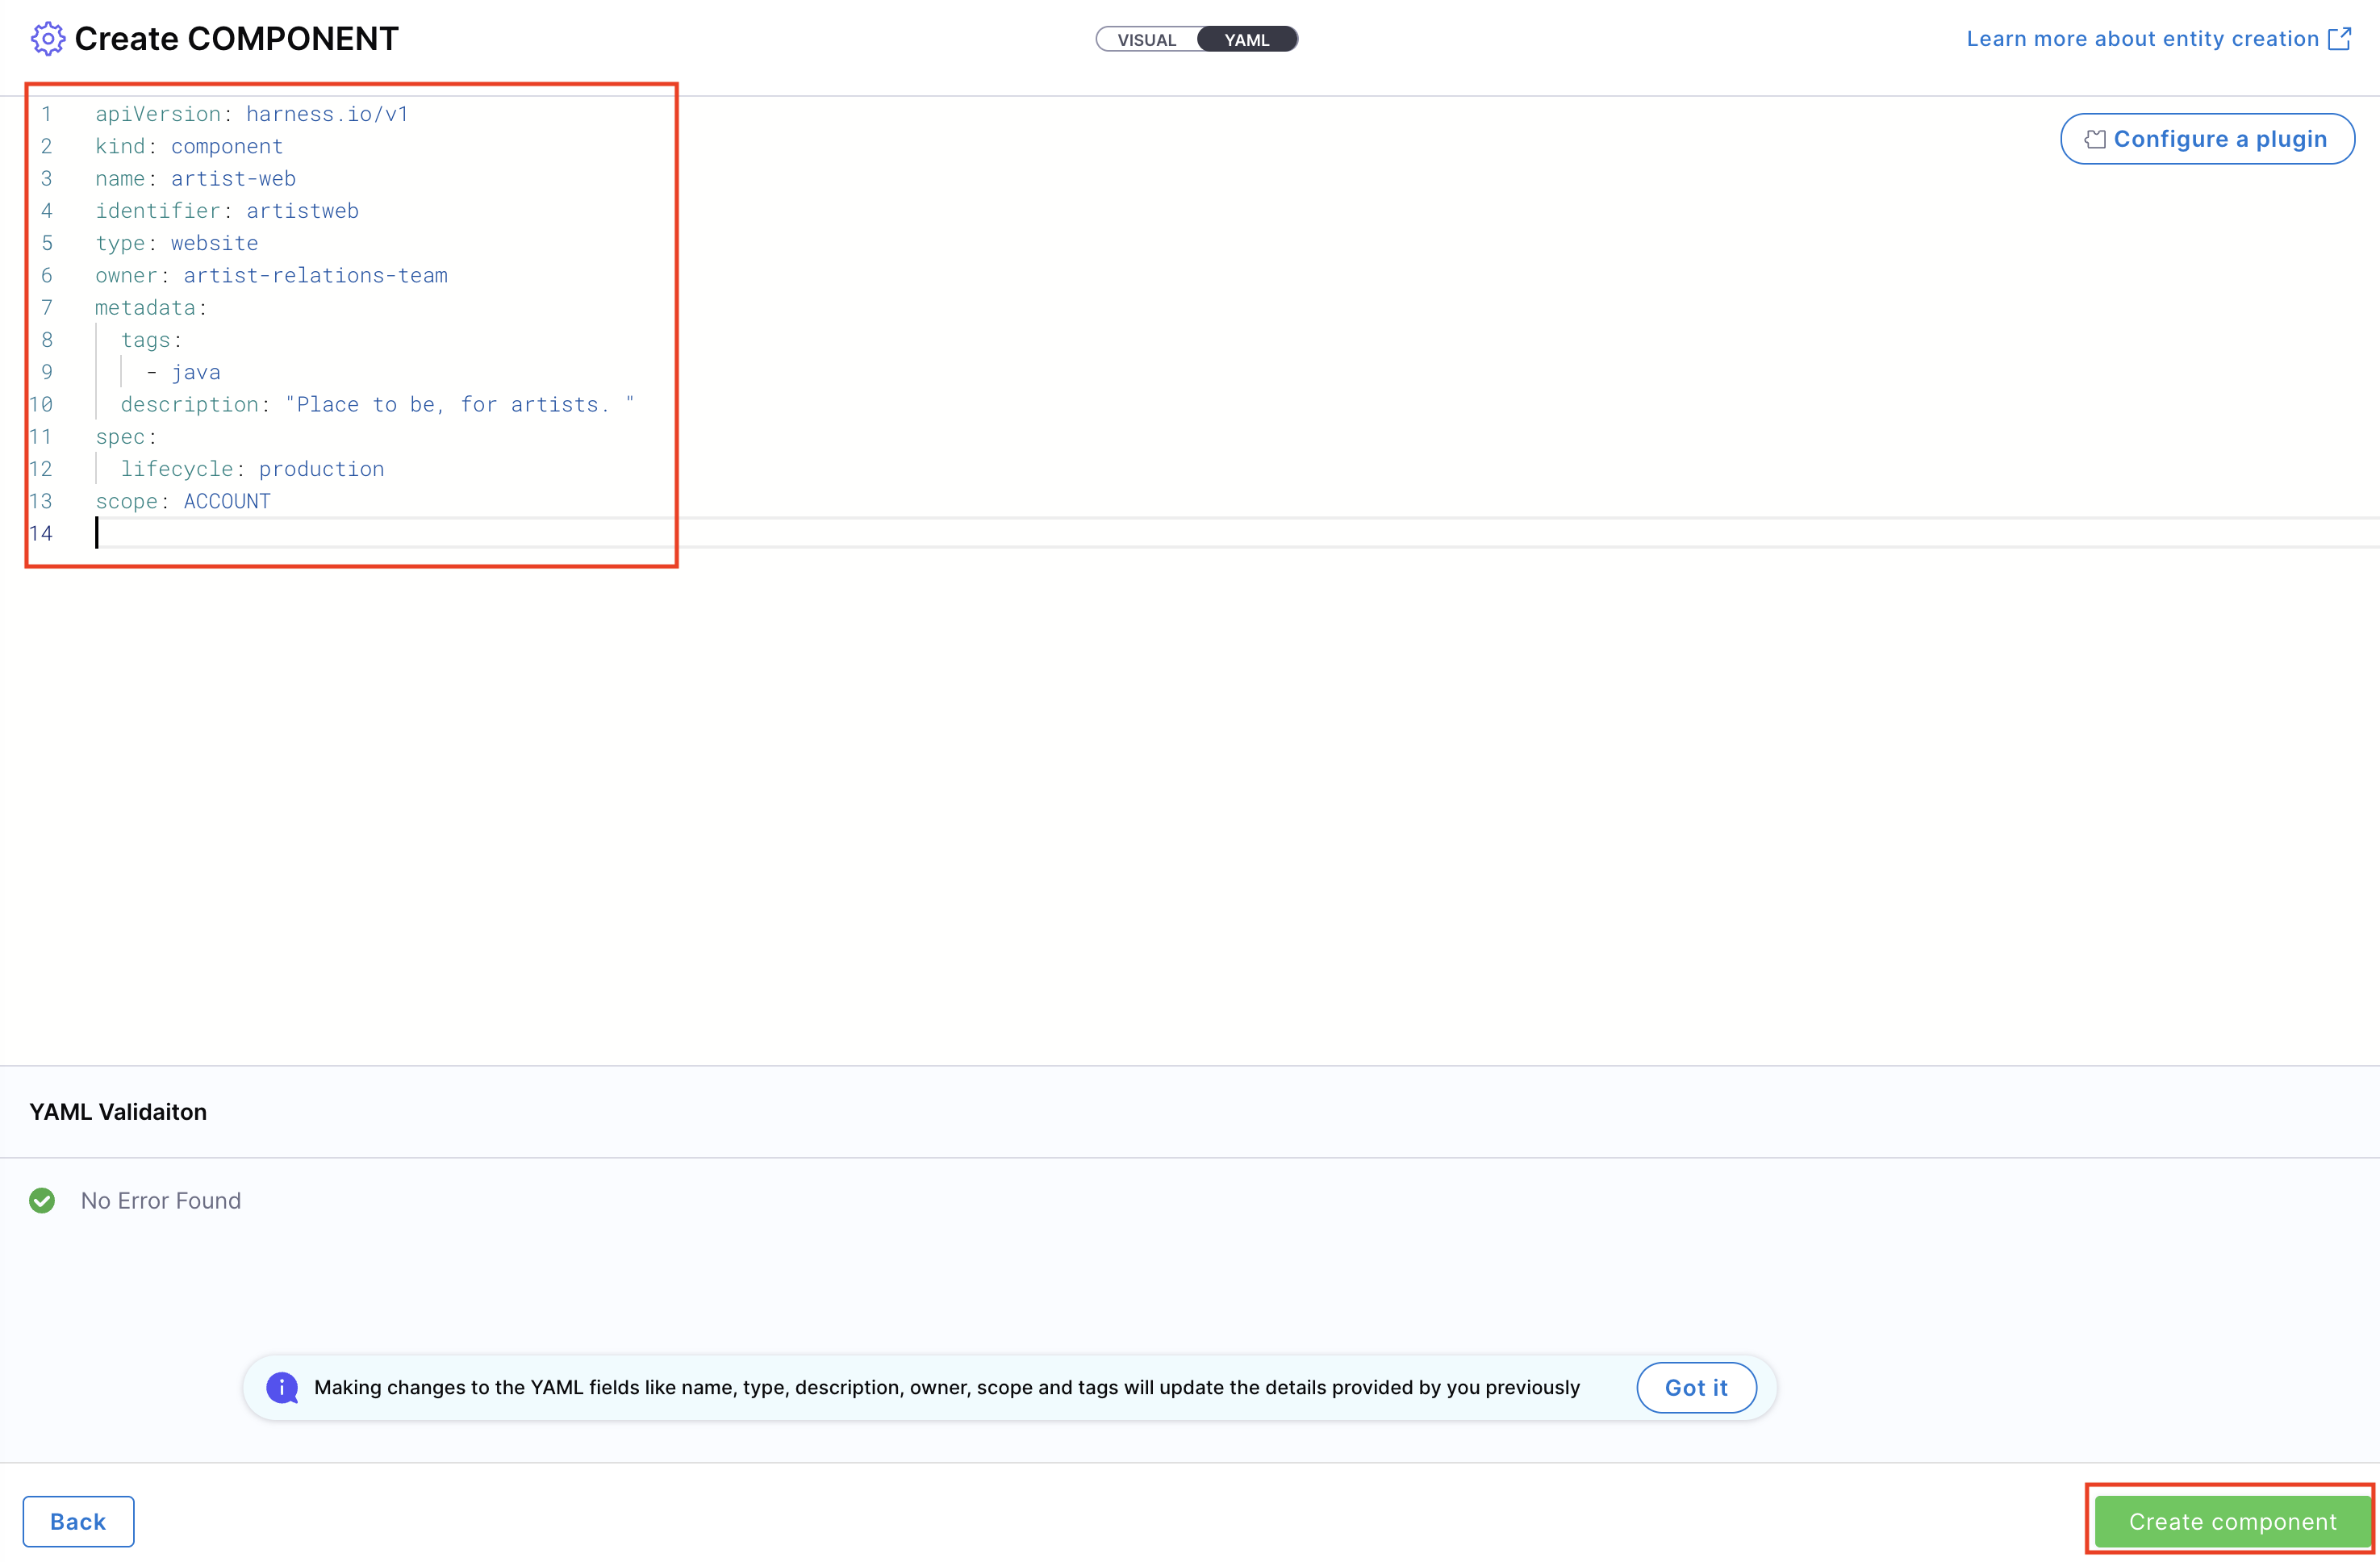 Create COMPONENT
VISUAL YAML
Learn more about entity creation
Configure a plugin
1 apiVersion: harness.io/v1
2 kind: component
3 name: artist-web
4 identifier: artistweb
5 type: website
6 owner: artist-relations-team
7 metadata:
8   tags:
9     - java
10   description: "Place to be, for artists. "
11 spec:
12   lifecycle: production
13 scope: ACCOUNT
14
YAML Validaiton
No Error Found
Making changes to the YAML fields like name, type, description, owner, scope and tags will update the details provided by you previously
Got it
Back
Create component